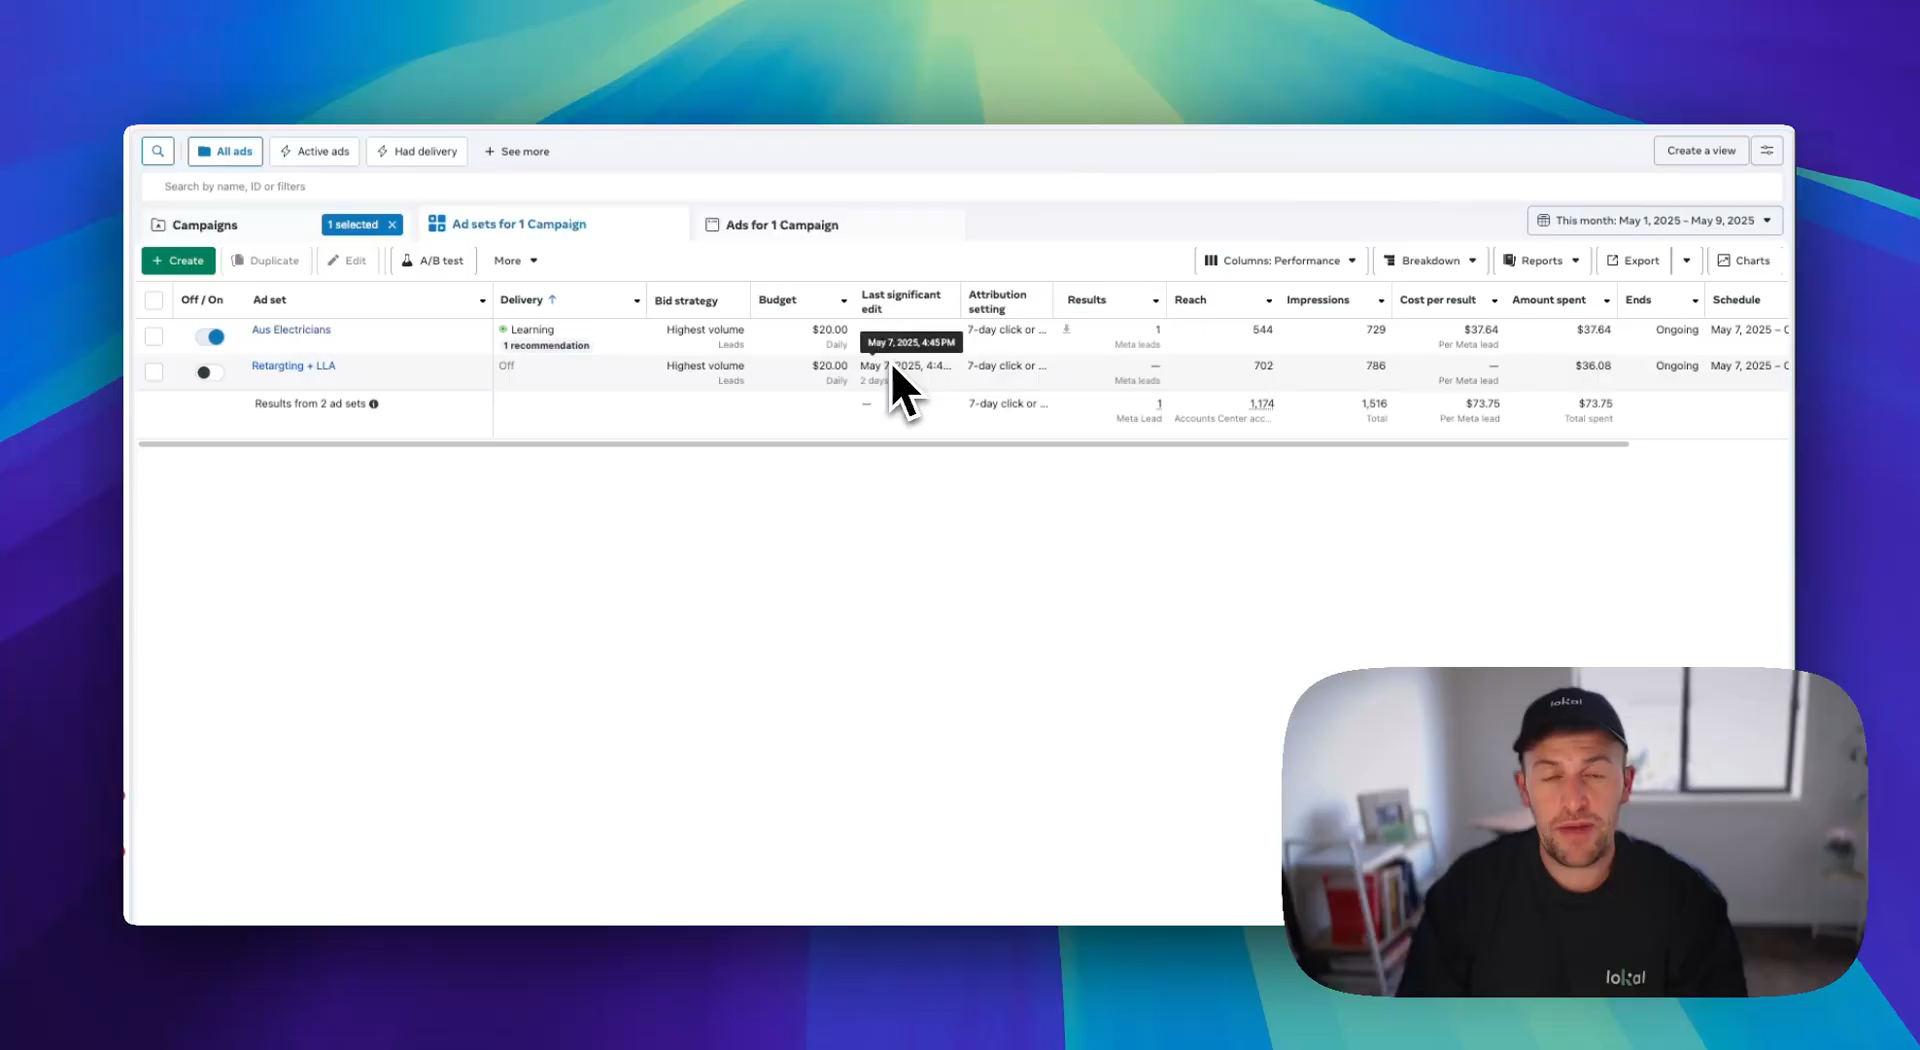 All ads
Active ads
Had delivery
+ See more
Create a view
Search by name, ID or filters
Campaigns
1 selected ×
Ad sets for 1 Campaign
Ads for 1 Campaign
This month: May 1, 2025 – May 9, 2025
+ Create
Duplicate
Edit
A/B test
More
Columns: Performance
Breakdown
Reports
Export
Charts
Off / On
Ad set
Delivery ↑
Bid strategy
Budget
Last significant
edit
Attribution
setting
Results
Reach
Impressions
Cost per result
Amount spent
Ends
Schedule
Aus Electricians
Learning
1 recommendation
Highest volume
Leads
$20.00
Daily
May 7, 2025, 4:45 PM
7-day click or ...
1
Meta leads
544
729
$37.64
Per Meta lead
$37.64
Ongoing
May 7, 2025 –
Retargting + LLA
Off
Highest volume
Leads
$20.00
Daily
May 7, 2025, 4:4...
2 days
7-day click or ...
—
Meta leads
702
786
—
Per Meta lead
$36.08
Ongoing
May 7, 2025 –
Results from 2 ad sets
—
7-day click or ...
1
Meta Lead
1,174
Accounts Center acc...
1,516
Total
$73.75
Per Meta lead
$73.75
Total spent
lokal
lokal